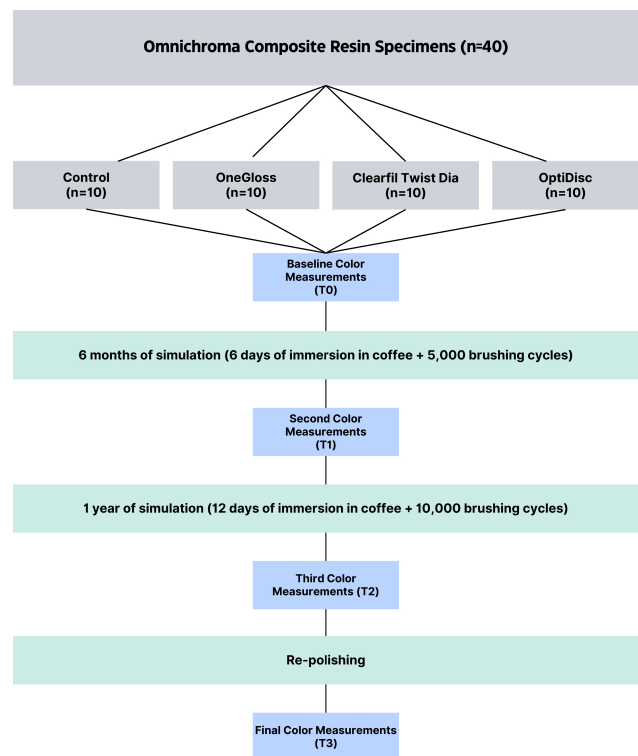 Omnichroma Composite Resin Specimens (n=40)
Control
(n=10)
OneGloss
(n=10)
Clearfil Twist Dia
(n=10)
OptiDisc
(n=10)
Baseline Color
Measurements
(T0)
6 months of simulation (6 days of immersion in coffee + 5,000 brushing cycles)
Second Color
Measurements
(T1)
1 year of simulation (12 days of immersion in coffee + 10,000 brushing cycles)
Third Color
Measurements (T2)
Re-polishing
Final Color Measurements
(T3)